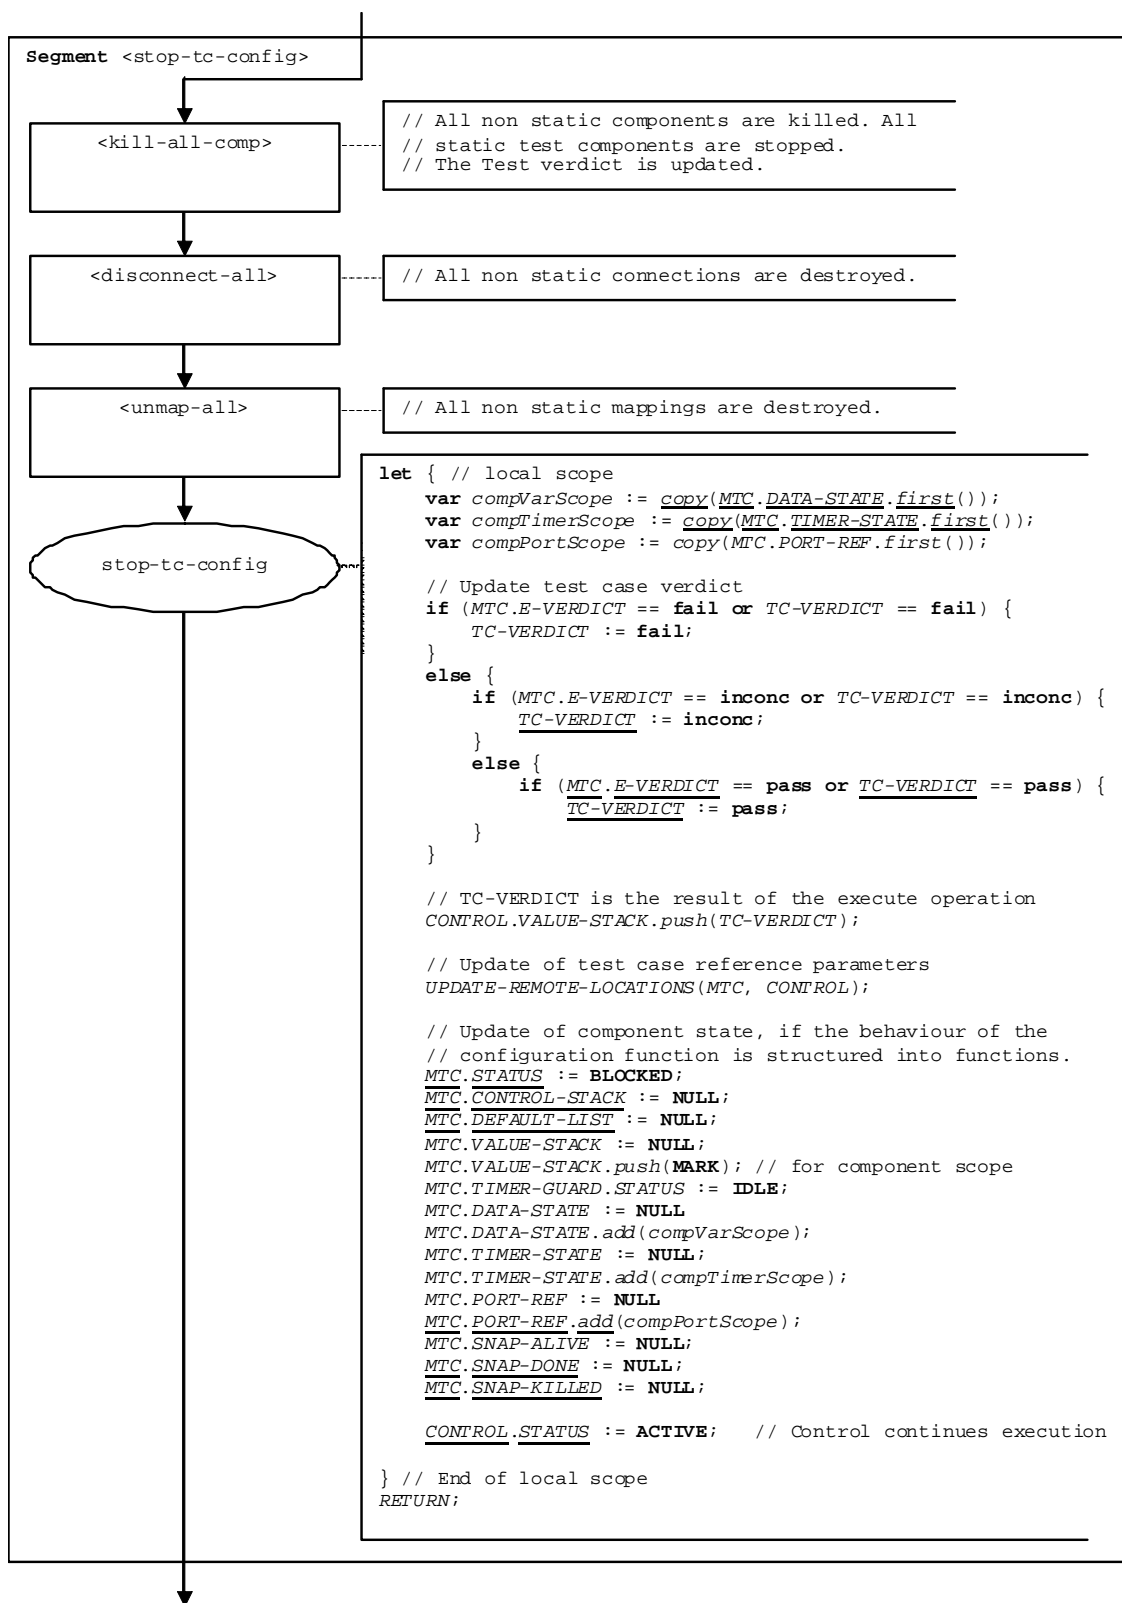 Segment <stop-tc-config>
<kill-all-comp>
// All non static components are killed. All
// static test components are stopped.
// The Test verdict is updated.
<disconnect-all>
// All non static connections are destroyed.
<unmap-all>
// All non static mappings are destroyed.
stop-tc-config
let { // local scope
var compVarScope := copy(MTC.DATA-STATE.first());
var compTimerScope := copy(MTC.TIMER-STATE.first());
var compPortScope := copy(MTC.PORT-REF.first());
// Update test case verdict
if (MTC.E-VERDICT == fail or TC-VERDICT == fail) {
TC-VERDICT := fail;
}
else {
if (MTC.E-VERDICT == inconc or TC-VERDICT == inconc) {
TC-VERDICT := inconc;
}
else {
if (MTC.E-VERDICT == pass or TC-VERDICT == pass) {
TC-VERDICT := pass;
}
}
// TC-VERDICT is the result of the execute operation
CONTROL.VALUE-STACK.push(TC-VERDICT);
// Update of test case reference parameters
UPDATE-REMOTE-LOCATIONS(MTC, CONTROL);
// Update of component state, if the behaviour of the
// configuration function is structured into functions.
MTC.STATUS := BLOCKED;
MTC.CONTROL-STACK := NULL;
MTC.DEFAULT-LIST := NULL;
MTC.VALUE-STACK := NULL;
MTC.VALUE-STACK.push(MARK); // for component scope
MTC.TIMER-GUARD.STATUS := IDLE;
MTC.DATA-STATE := NULL
MTC.DATA-STATE.add(compVarScope);
MTC.TIMER-STATE := NULL;
MTC.TIMER-STATE.add(compTimerScope);
MTC.PORT-REF := NULL
MTC.PORT-REF.add(compPortScope);
MTC.SNAP-ALIVE := NULL;
MTC.SNAP-DONE := NULL;
MTC.SNAP-KILLED := NULL;
CONTROL.STATUS := ACTIVE; // Control continues execution
} // End of local scope
RETURN;